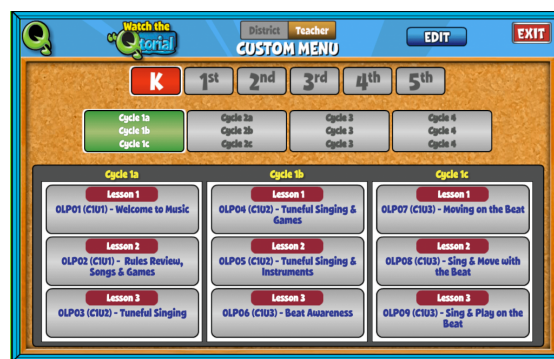 Watch the
Qtorial
District Teacher
CUSTOM MENU
EDIT
EXIT
K 1st 2nd 3rd 4th 5th
Cycle 1a
Cycle 1b
Cycle 1c
Cycle 2a
Cycle 2b
Cycle 2c
Cycle 3
Cycle 3
Cycle 3
Cycle 4
Cycle 4
Cycle 4
Cycle 1a
Lesson 1
OLP01 (C1U1) - Welcome to Music
Lesson 2
OLP02 (C1U1) - Rules Review,
Songs & Games
Lesson 3
OLP03 (C1U2) - Tuneful Singing
Cycle 1b
Lesson 1
OLP04 (C1U2) - Tuneful Singing &
Games
Lesson 2
OLP05 (C1U2) - Tuneful Singing &
Instruments
Lesson 3
OLP06 (C1U3) - Beat Awareness
Cycle 1c
Lesson 1
OLP07 (C1U3) - Moving on the Beat
Lesson 2
OLP08 (C1U3) - Sing & Move with
the Beat
Lesson 3
OLP09 (C1U3) - Sing & Play on the
Beat